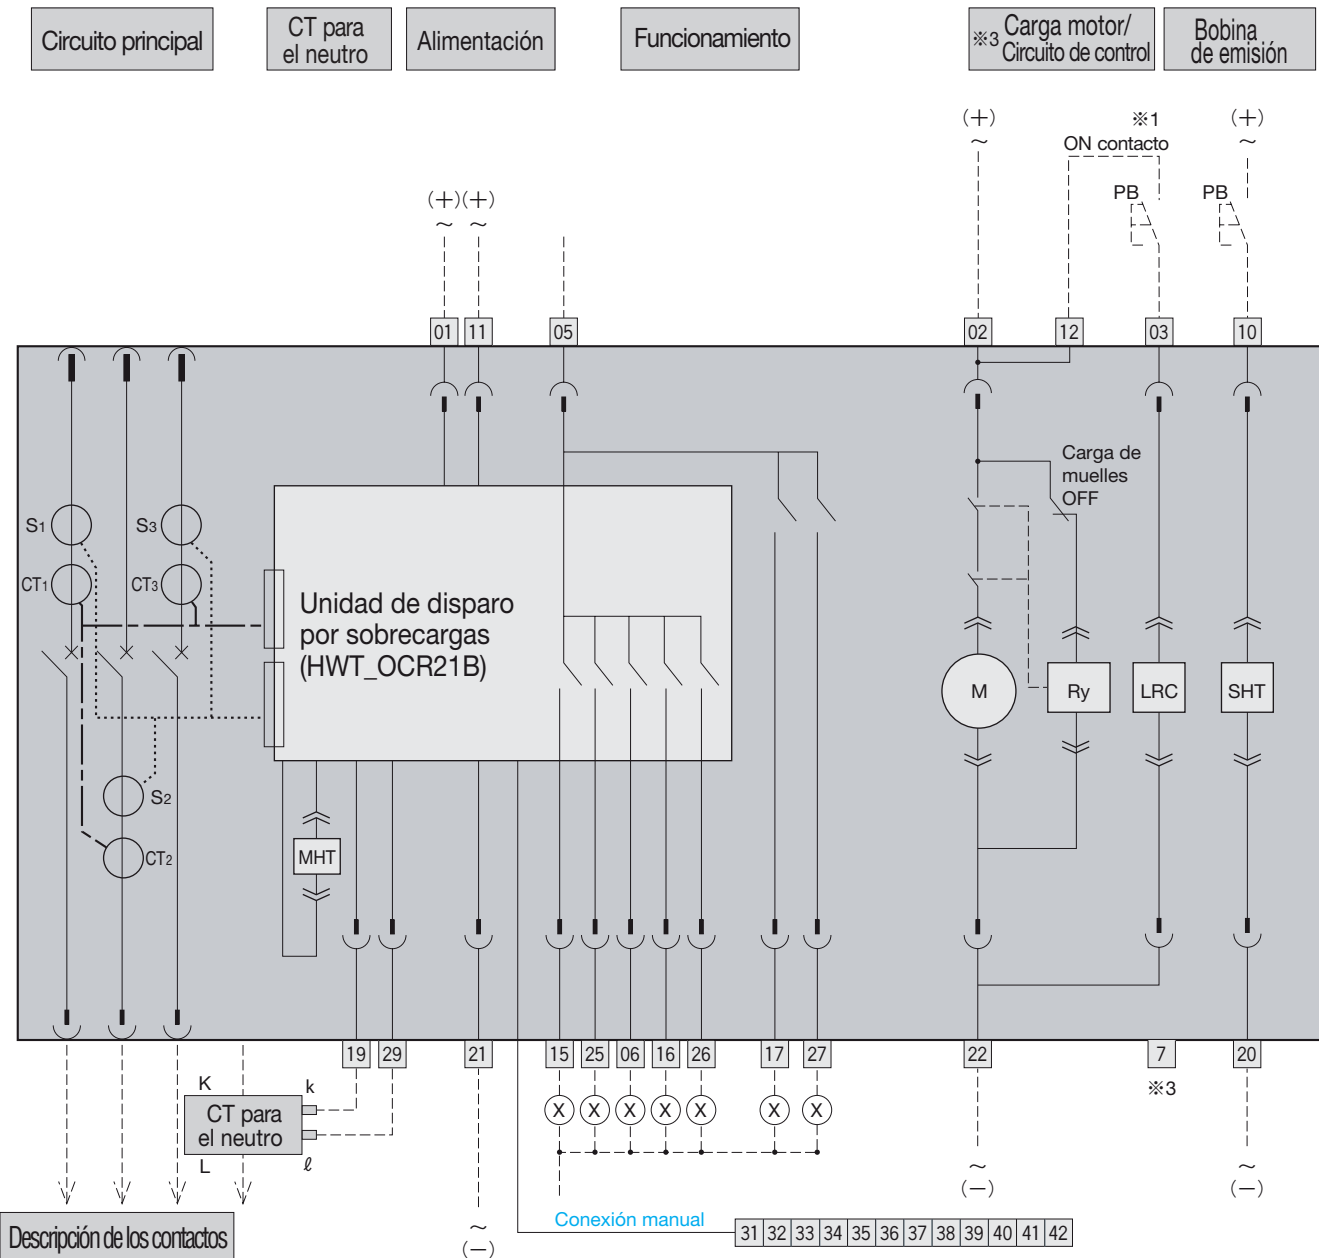 Circuito principal
CT para
el neutro
Alimentación
Funcionamiento
※3 Carga motor/
Circuito de control
Bobina
de emisión
(+)
~
※1
ON contacto
(+)
~
PB
PB
(+)(+)
~ ~
01 11 05 02 12 03 10
Carga de
muelles
OFF
S1
S3
CT1
CT3
Unidad de disparo
por sobrecargas
(HWT_OCR21B)
M
Ry
LRC
SHT
S2
CT2
MHT
19 29 21 15 25 06 16 26 17 27 22 7 20
※3
K
k
CT para
el neutro
L
ℓ
X X X X X X X
~
(−)
~
(−)
~
(−)
Conexión manual
31 32 33 34 35 36 37 38 39 40 41 42
Descripción de los contactos